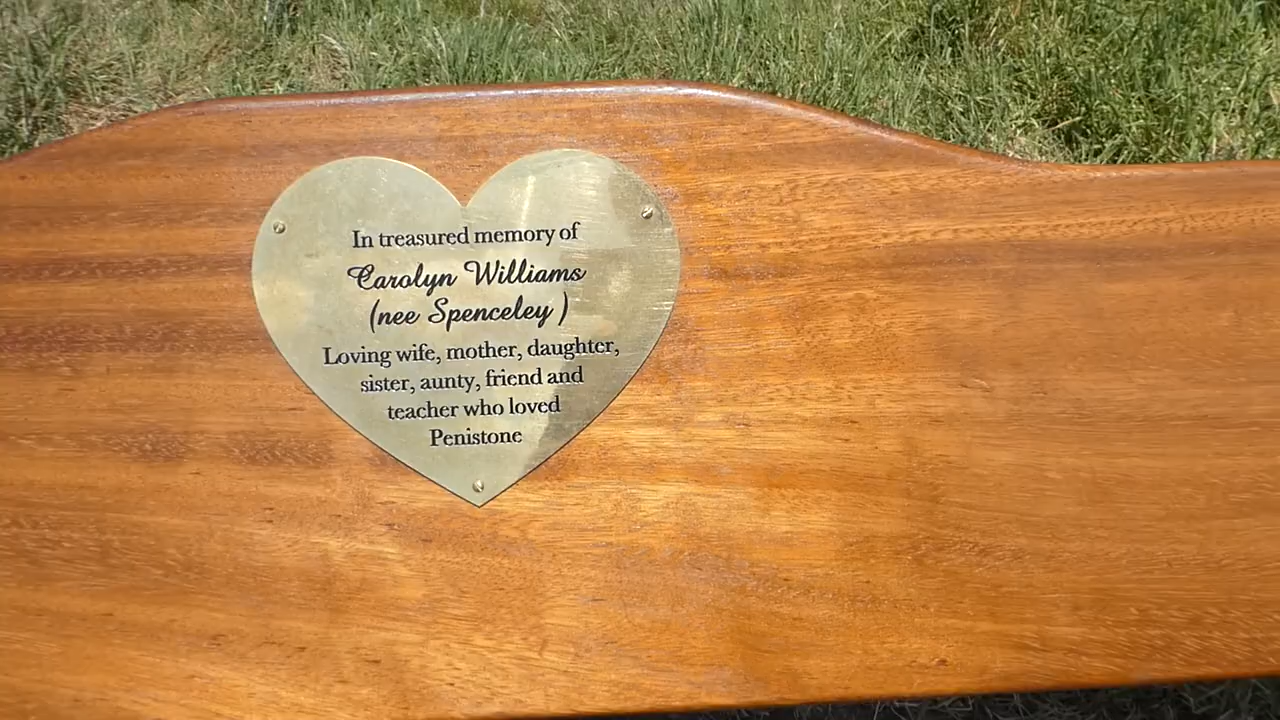 In treasured memory of
Carolyn Williams
(nee Spenceley )
Loving wife, mother, daughter,
sister, aunty, friend and
teacher who loved
Penistone